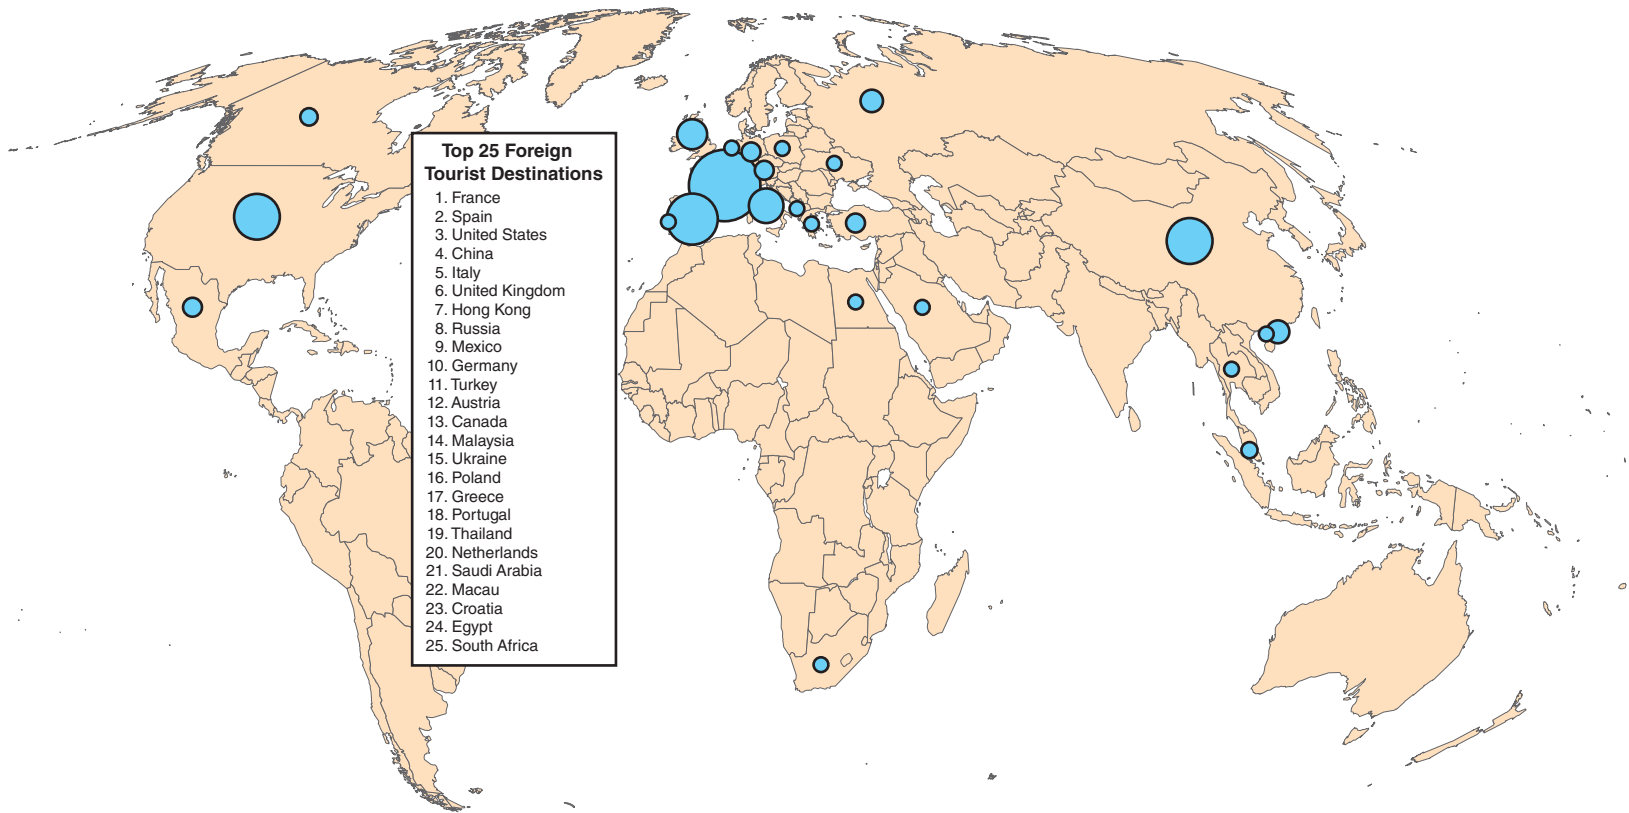 Top 25 Foreign
Tourist Destinations
1. France
2. Spain
3. United States
4. China
5. Italy
6. United Kingdom
7. Hong Kong
8. Russia
9. Mexico
10. Germany
11. Turkey
12. Austria
13. Canada
14. Malaysia
15. Ukraine
16. Poland
17. Greece
18. Portugal
19. Thailand
20. Netherlands
21. Saudi Arabia
22. Macau
23. Croatia
24. Egypt
25. South Africa